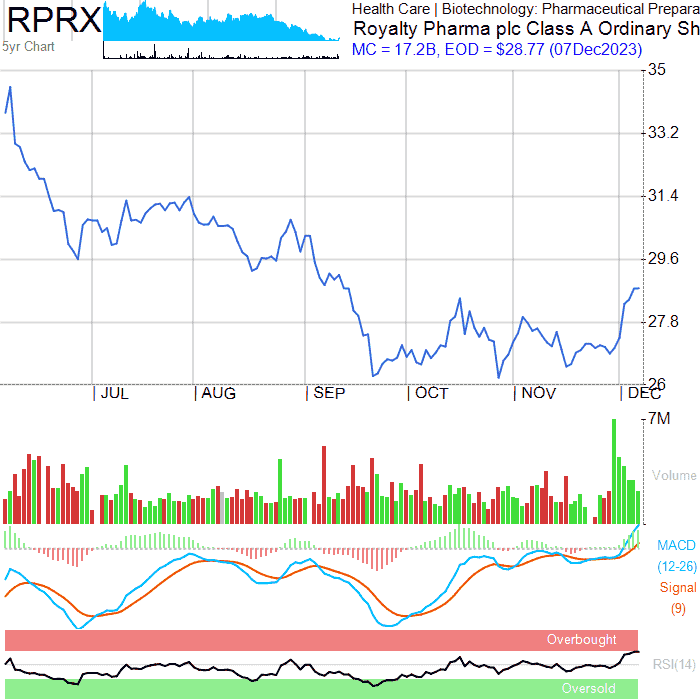 RPRX
5yr Chart
Health Care | Biotechnology: Pharmaceutical Prepara
Royalty Pharma plc Class A Ordinary Sh
MC = 17.2B, EOD = $28.77 (07Dec2023)
35
33.2
31.4
29.6
27.8
26
JUL
AUG
SEP
OCT
NOV
DEC
7M
Volume
MACD
(12-26)
Signal
(9)
Overbought
RSI(14)
Oversold